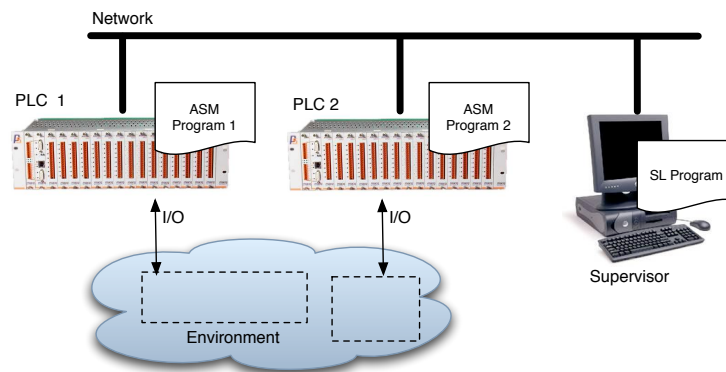 Network
PLC 1
ASM
Program 1
PLC 2
ASM
Program 2
SL Program
I/O
I/O
Supervisor
Environment